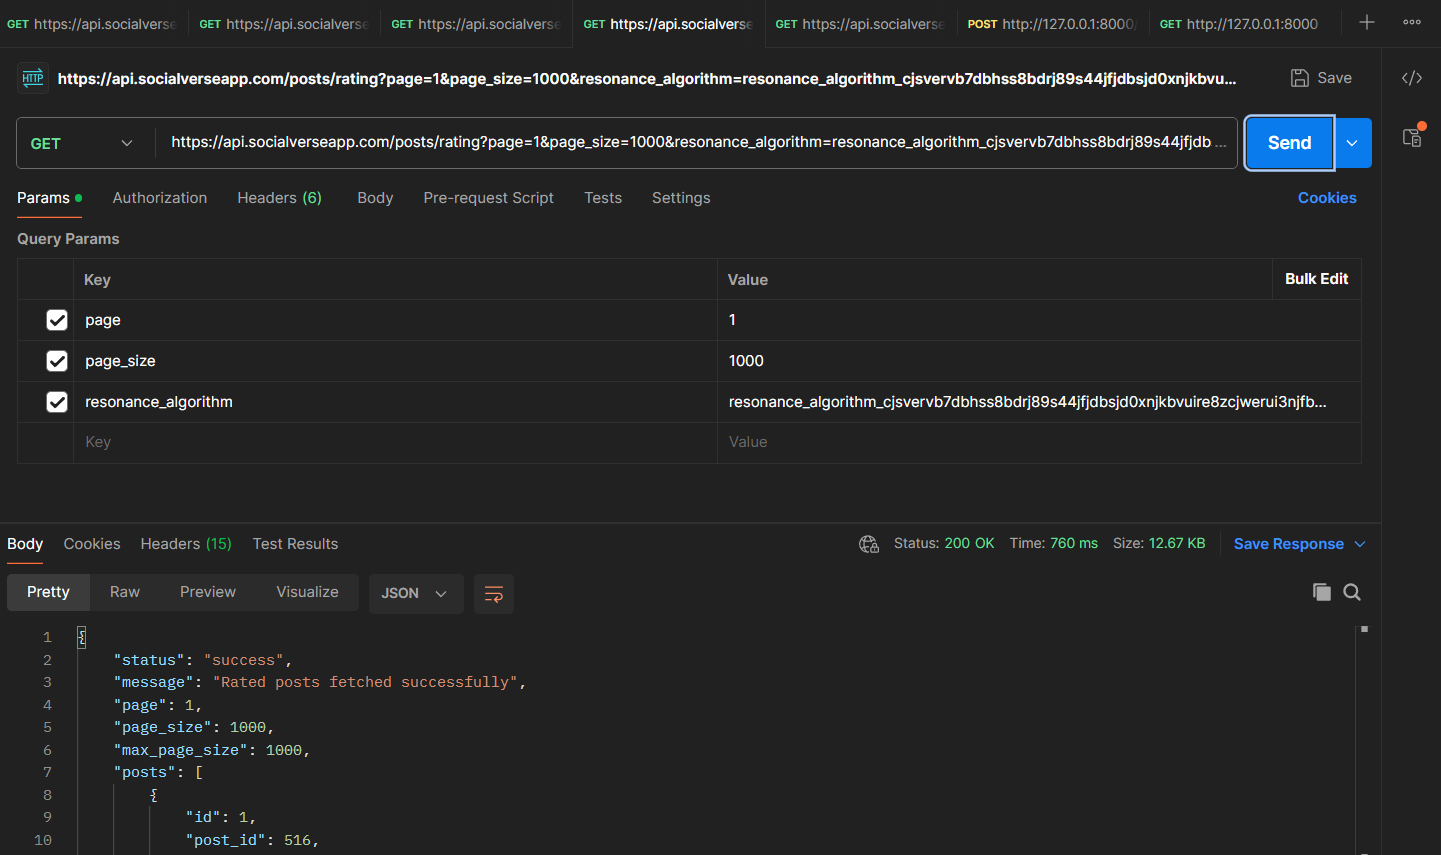 GET https://api.socialverse GET https://api.socialverse GET https://api.socialverse GET https://api.socialverse GET https://api.socialverse POST http://127.0.0.1:8000/ GET http://127.0.0.1:8000
HTTP https://api.socialverseapp.com/posts/rating?page=1&page_size=1000&resonance_algorithm=resonance_algorithm_cjsvervb7dbhss8bdrj89s44jfjdbsjd0xnjkbvu... Save
GET https://api.socialverseapp.com/posts/rating?page=1&page_size=1000&resonance_algorithm=resonance_algorithm_cjsvervb7dbhss8bdrj89s44jfjdb ... Send
Params Authorization Headers (6) Body Pre-request Script Tests Settings Cookies
Query Params
Key Value Bulk Edit
page 1
page_size 1000
resonance_algorithm resonance_algorithm_cjsvervb7dbhss8bdrj89s44jfjdbsjd0xnjkbvuire8zcjwerui3njfb...
Key Value
Body Cookies Headers (15) Test Results Status: 200 OK Time: 760 ms Size: 12.67 KB Save Response
Pretty Raw Preview Visualize JSON
1 {
2 "status": "success",
3 "message": "Rated posts fetched successfully",
4 "page": 1,
5 "page_size": 1000,
6 "max_page_size": 1000,
7 "posts": [
8 {
9 "id": 1,
10 "post_id": 516,